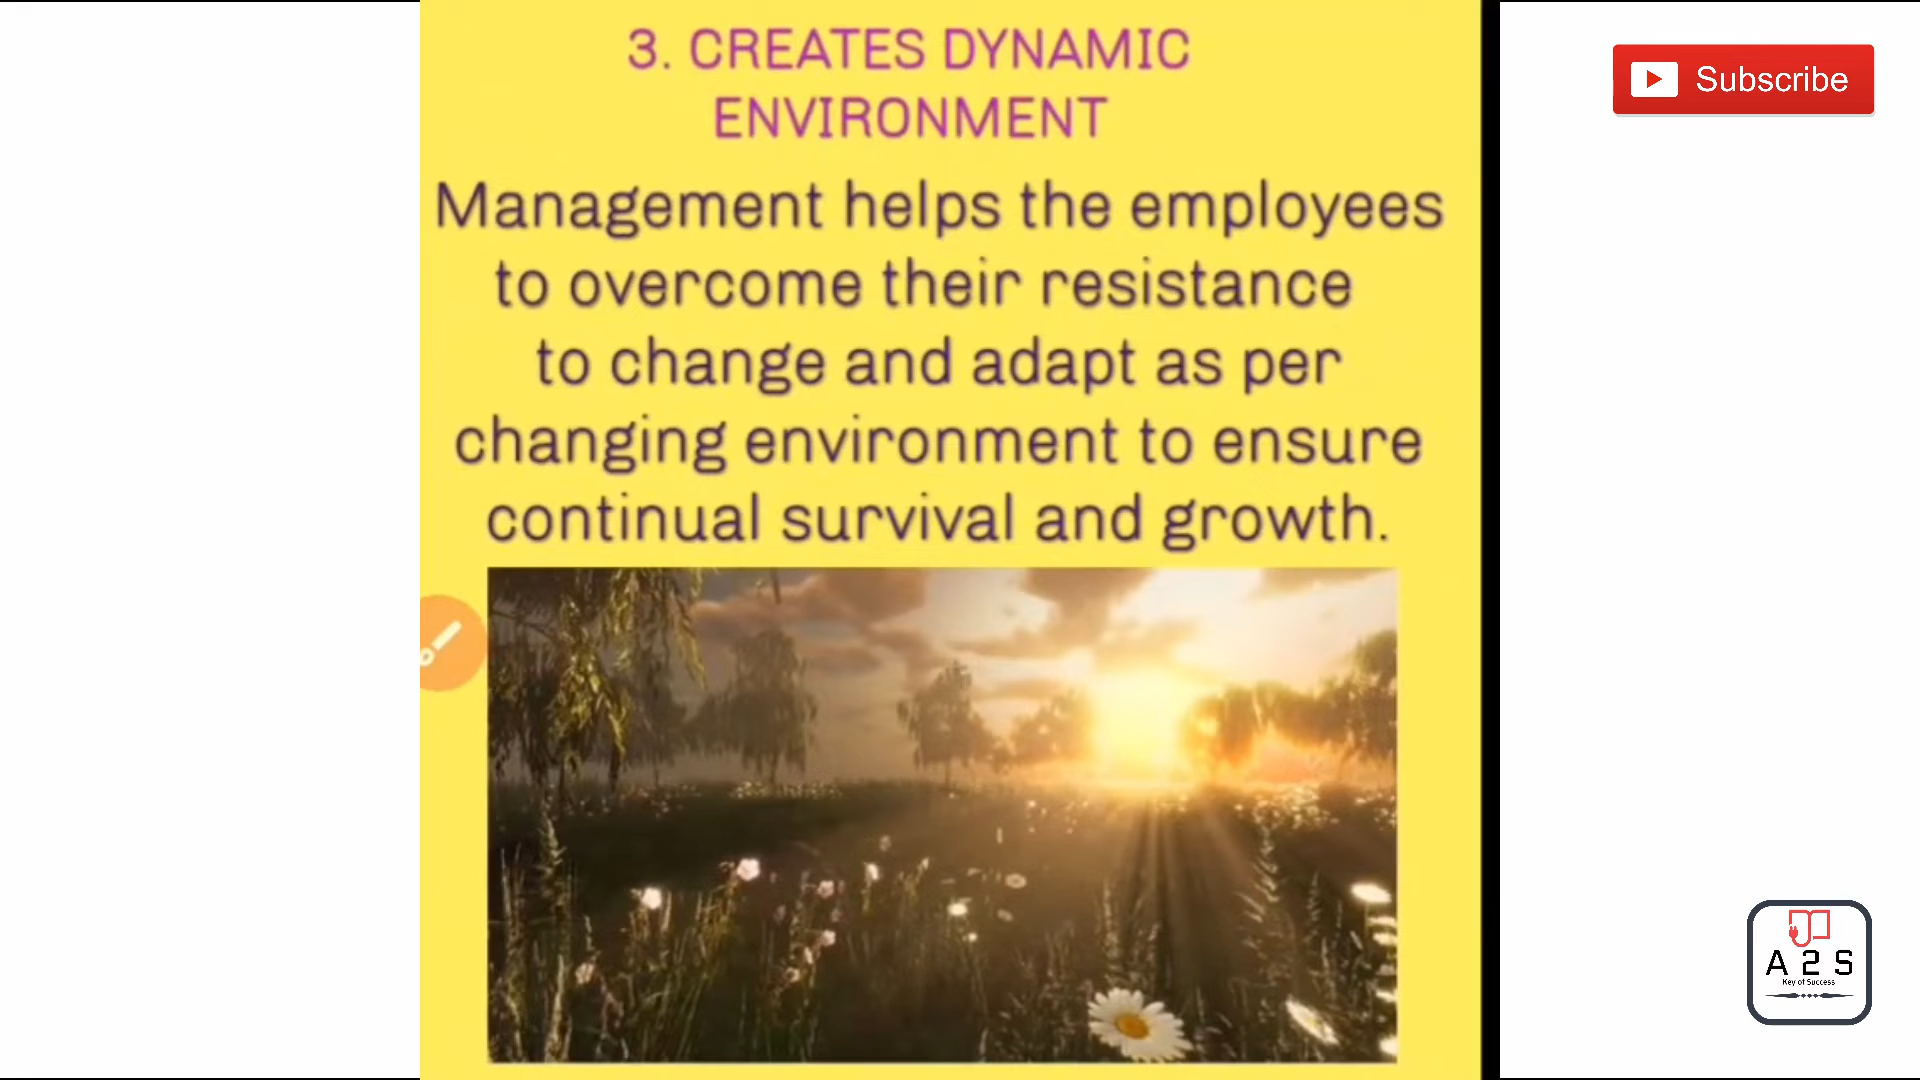 3. CREATES DYNAMIC
ENVIRONMENT
Management helps the employees
to overcome their resistance
to change and adapt as per
changing environment to ensure
continual survival and growth.
Subscribe
A 2 S
Key of Success